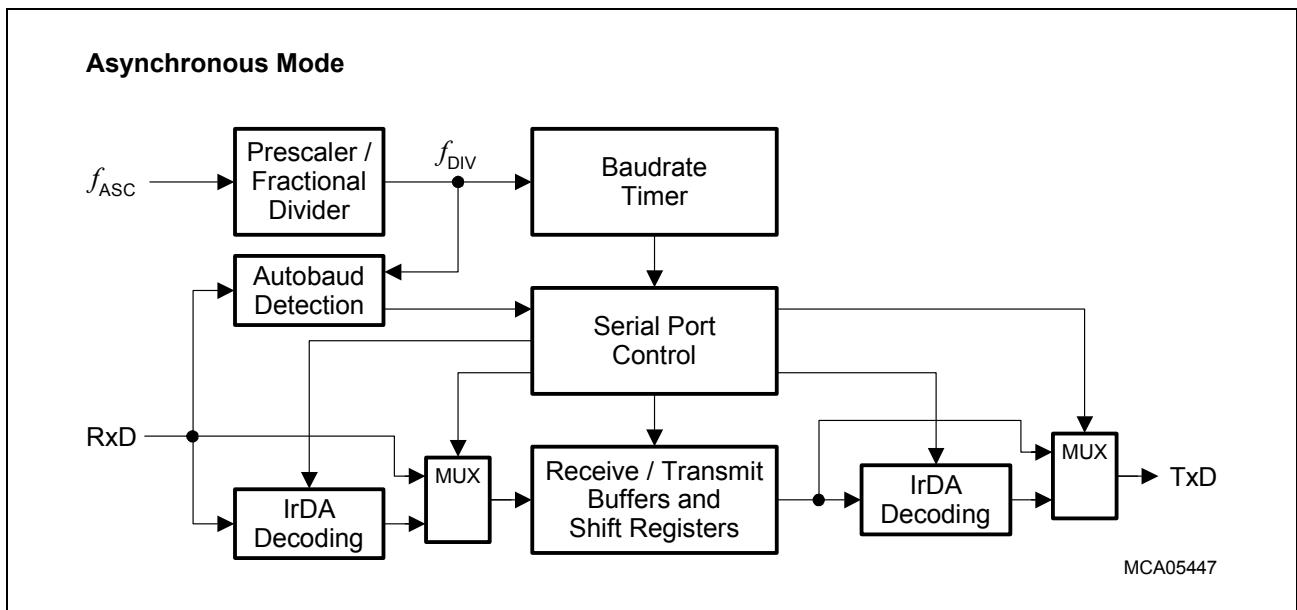 Asynchronous Mode
Prescaler /
Fractional
Divider
fASC
fDIV
Baudrate
Timer
Autobaud
Detection
Serial Port
Control
RxD
MUX
IrDA
Decoding
Receive / Transmit
Buffers and
Shift Registers
IrDA
Decoding
MUX
TxD
MCA05447